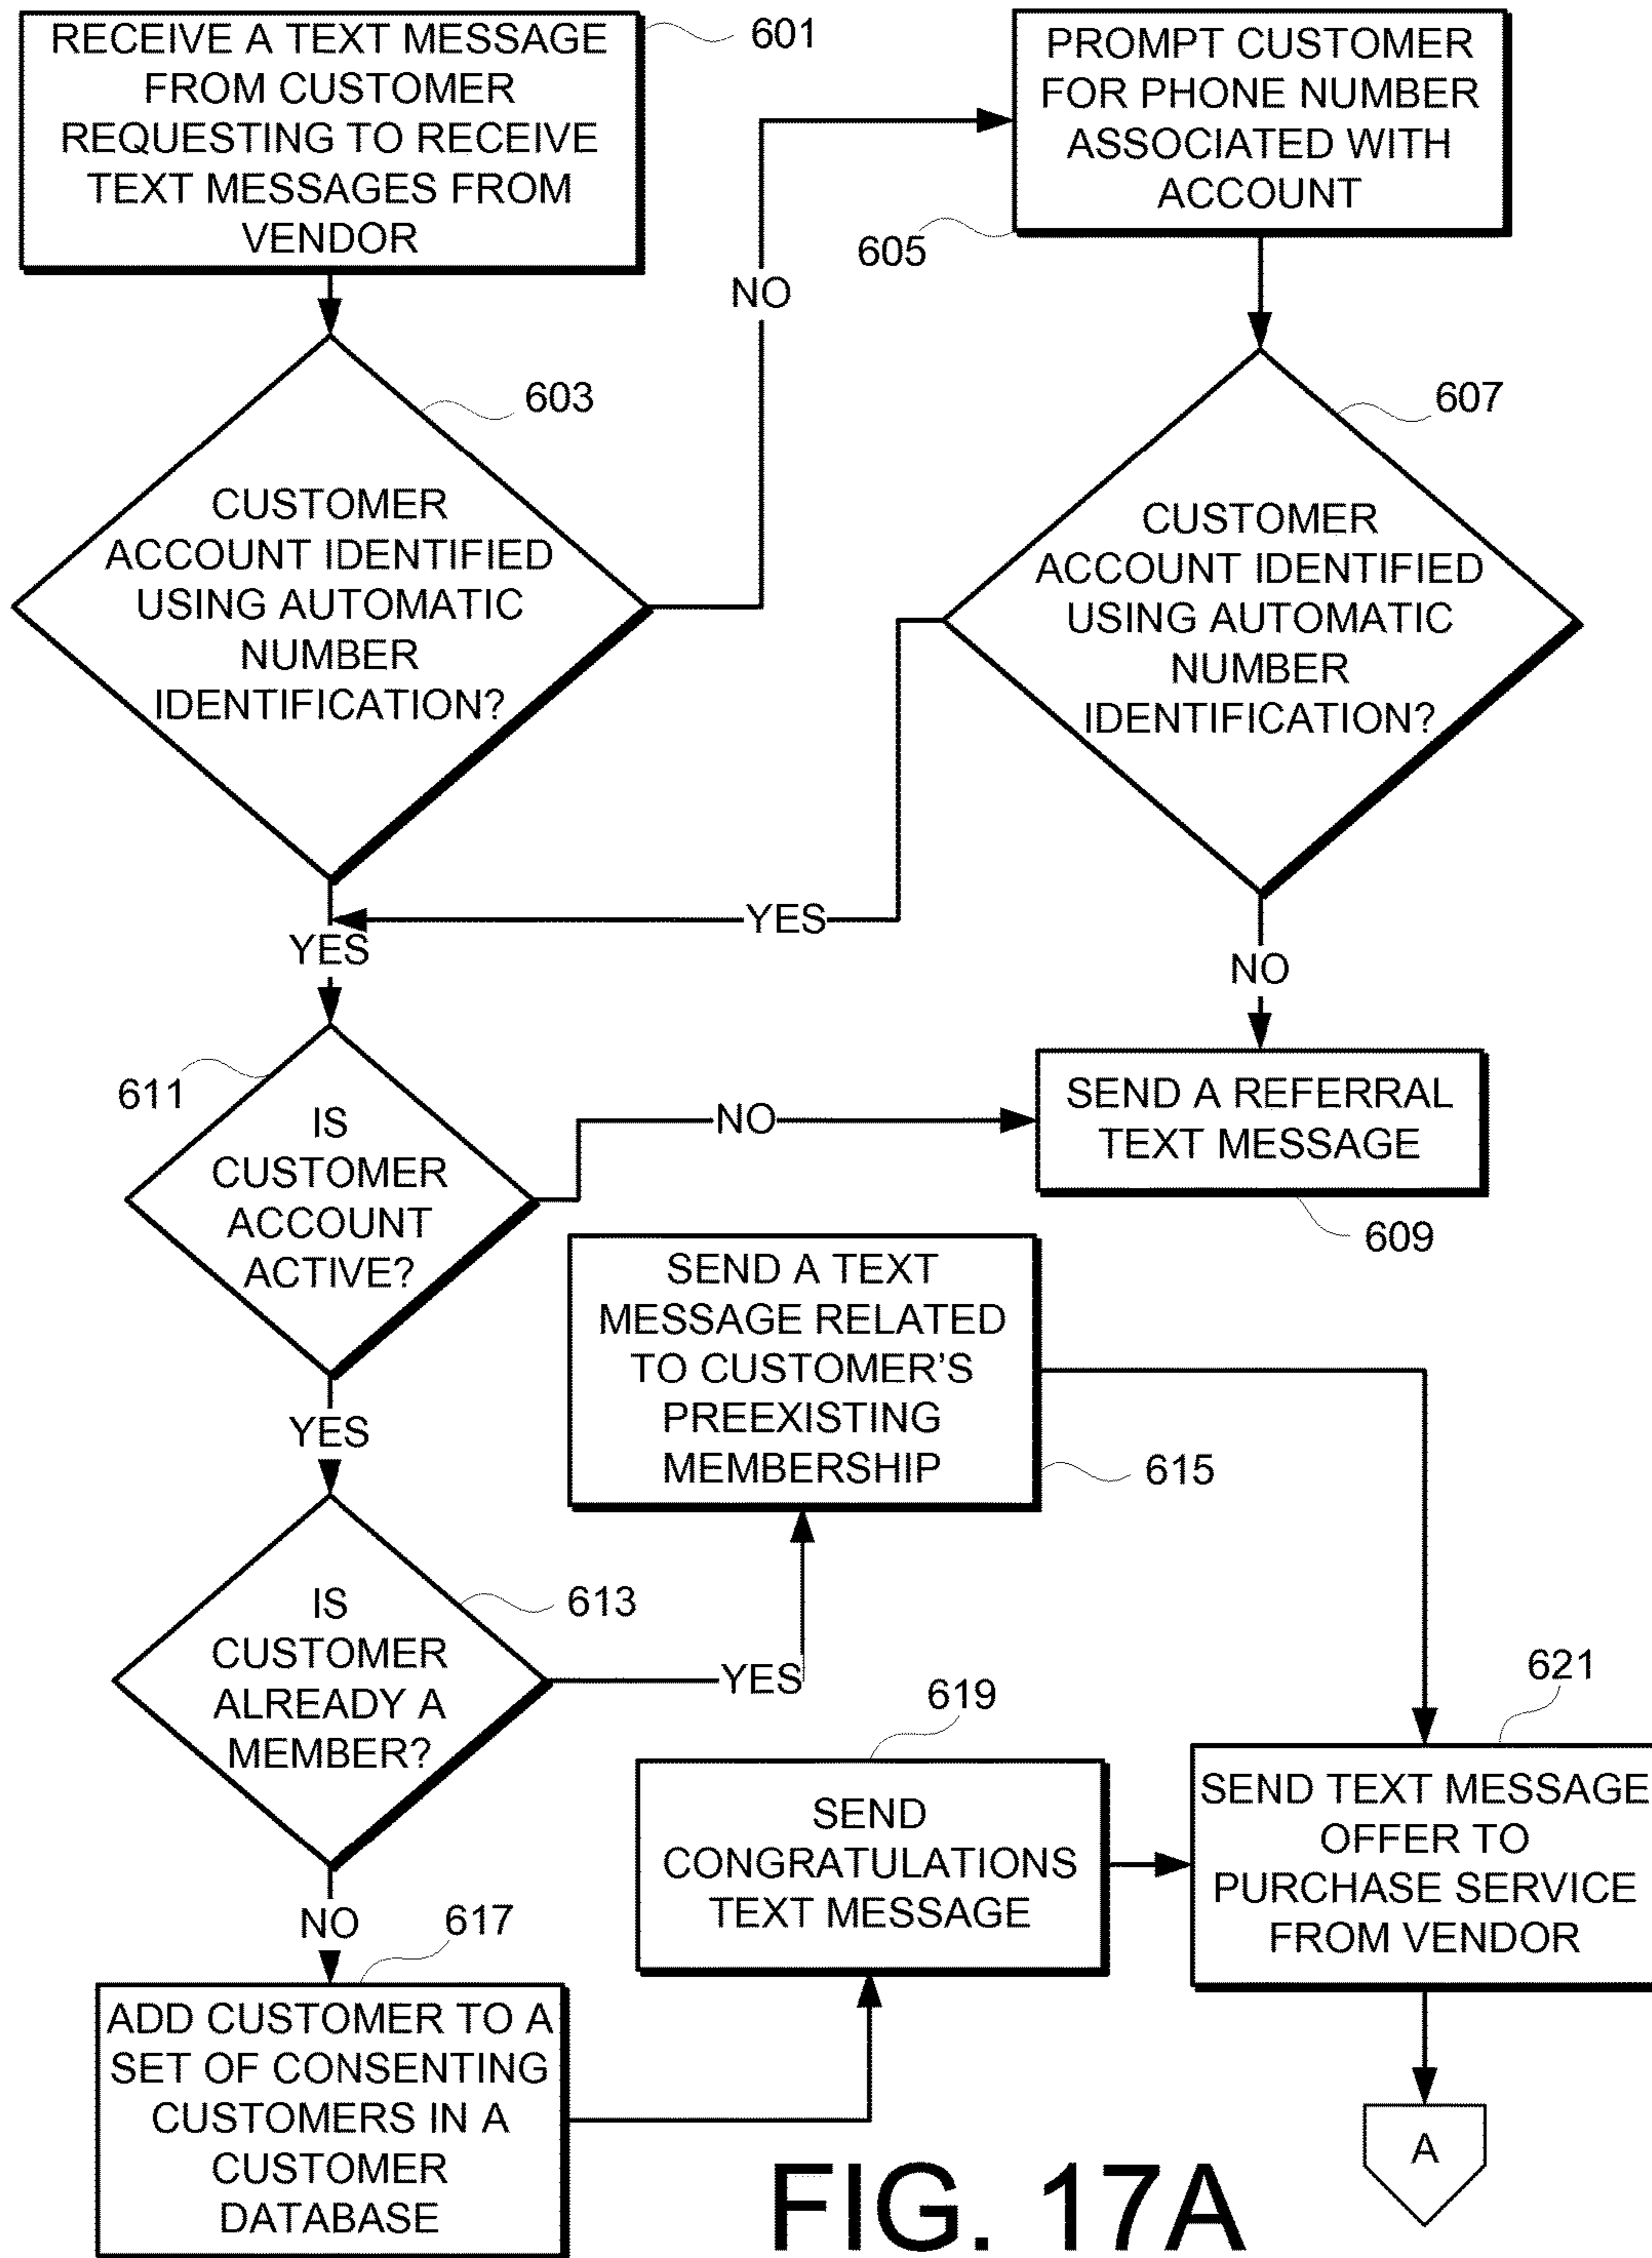 RECEIVE A TEXT MESSAGE
FROM CUSTOMER
REQUESTING TO RECEIVE
TEXT MESSAGES FROM
VENDOR
601
PROMPT CUSTOMER
FOR PHONE NUMBER
ASSOCIATED WITH
ACCOUNT
605
NO
603
CUSTOMER
ACCOUNT IDENTIFIED
USING AUTOMATIC
NUMBER
IDENTIFICATION?
607
CUSTOMER
ACCOUNT IDENTIFIED
USING AUTOMATIC
NUMBER
IDENTIFICATION?
YES
YES
NO
611
IS
CUSTOMER
ACCOUNT
ACTIVE?
NO
SEND A REFERRAL
TEXT MESSAGE
609
SEND A TEXT
MESSAGE RELATED
TO CUSTOMER'S
PREEXISTING
MEMBERSHIP
615
YES
IS
CUSTOMER
ALREADY A
MEMBER?
613
YES
619
SEND
CONGRATULATIONS
TEXT MESSAGE
621
SEND TEXT MESSAGE
OFFER TO
PURCHASE SERVICE
FROM VENDOR
NO
617
ADD CUSTOMER TO A
SET OF CONSENTING
CUSTOMERS IN A
CUSTOMER
DATABASE
A
FIG. 17A